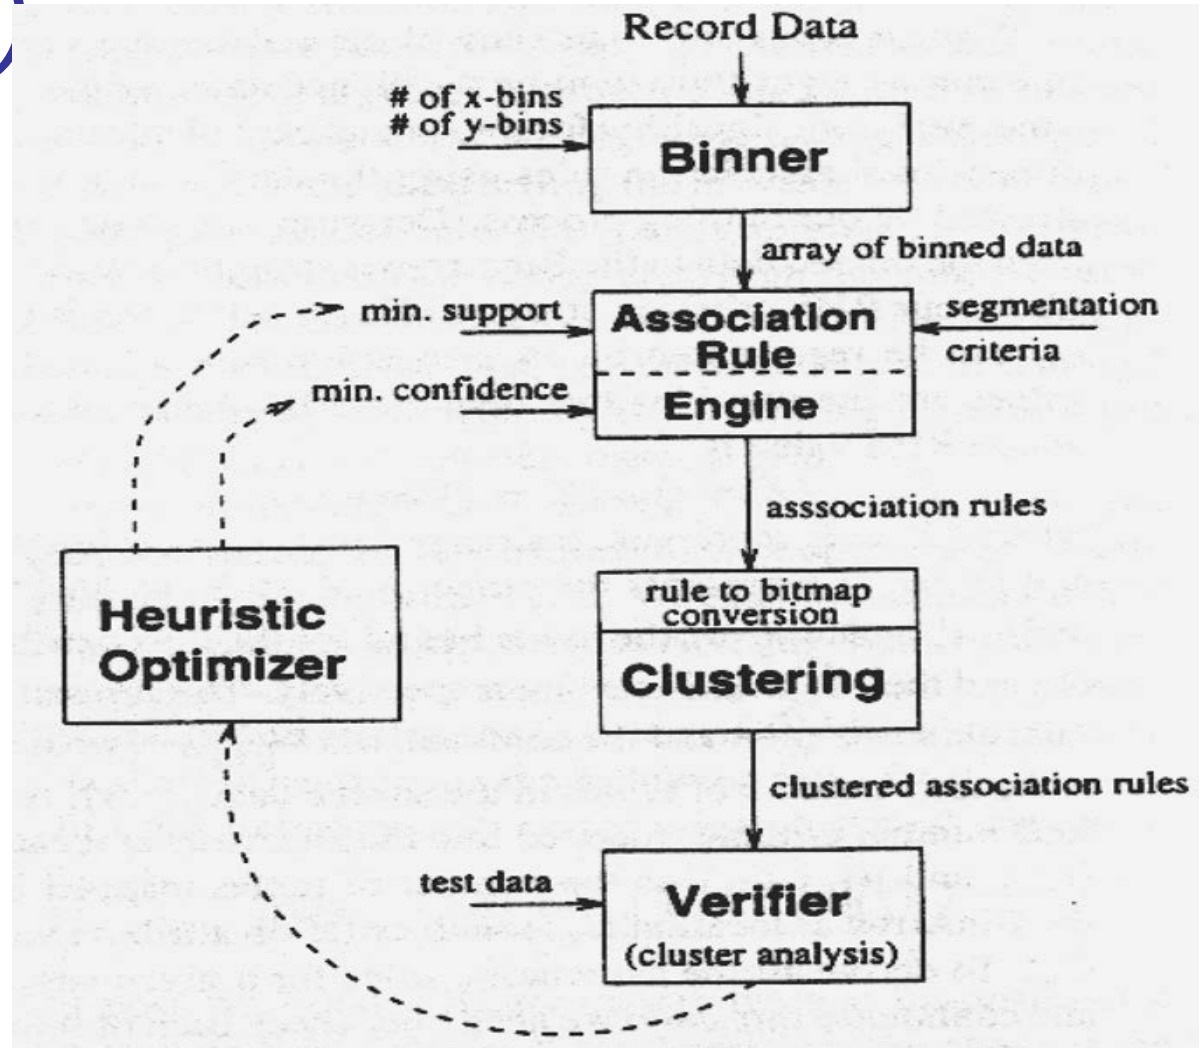 Record Data
# of x-bins
# of y-bins
Binner
array of binned data
min. support
Association
Rule
segmentation
criteria
min. confidence
Engine
asssociation rules
rule to bitmap
conversion
Clustering
Heuristic
Optimizer
clustered association rules
test data
Verifier
(cluster analysis)